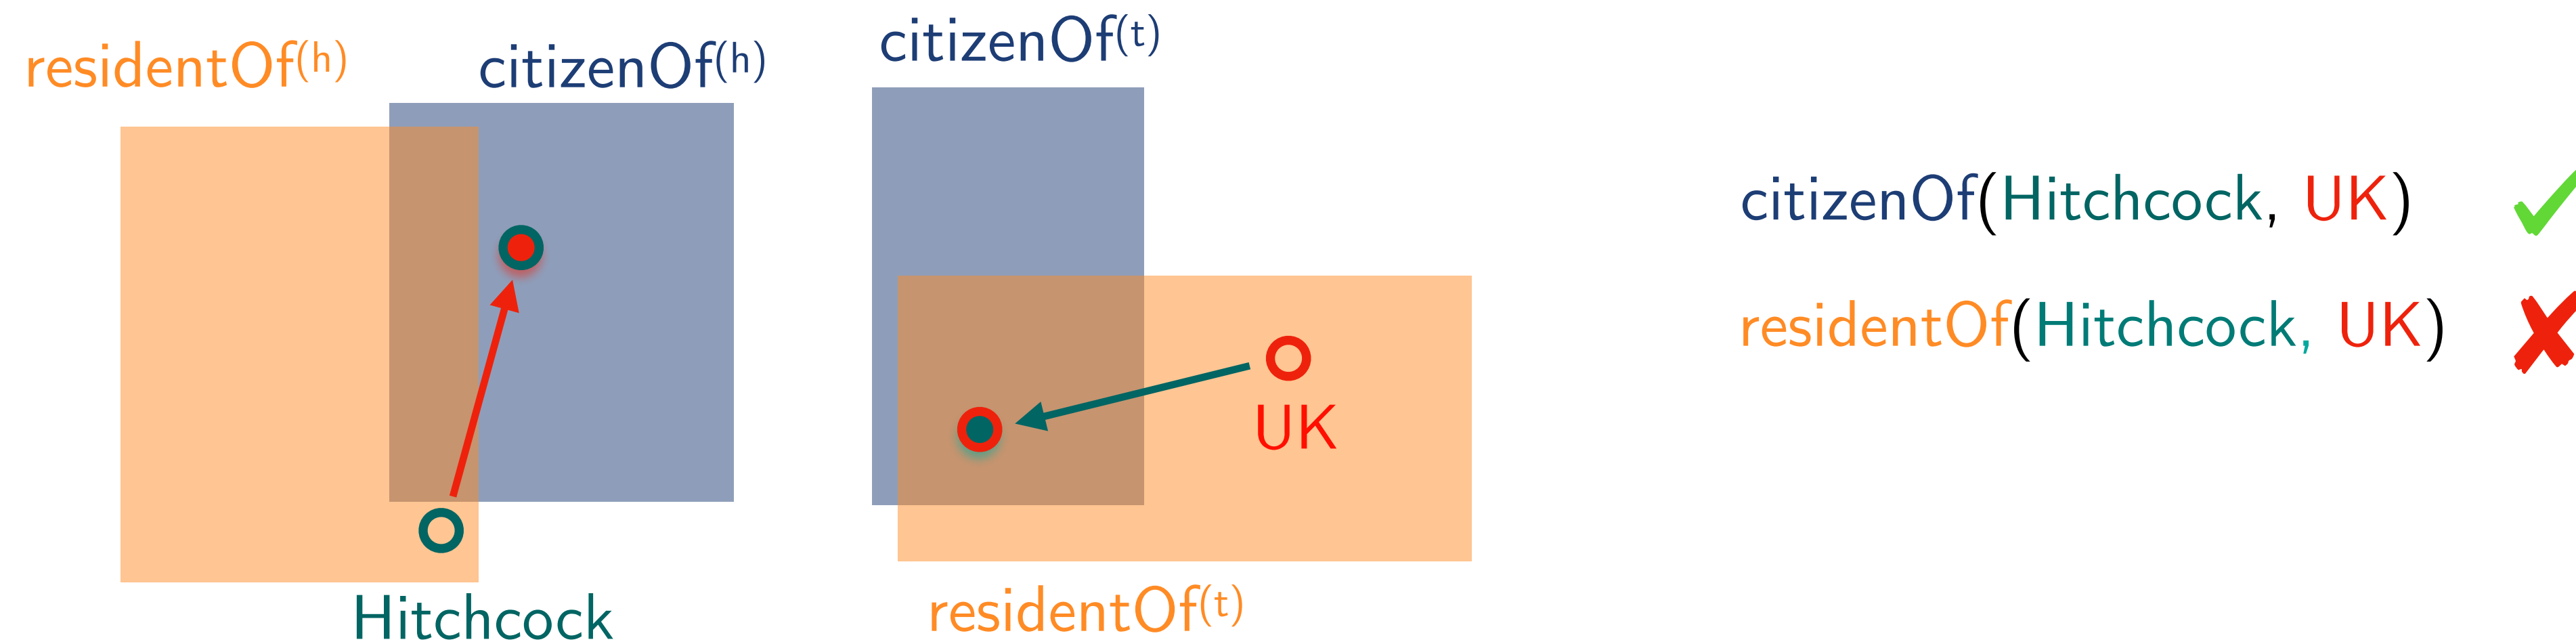 residentOf(h)
citizenOf(h)
Hitchcock
citizenOf(t)
UK
residentOf(t)
citizenOf(Hitchcock, UK) ✓
residentOf(Hitchcock, UK) ✘